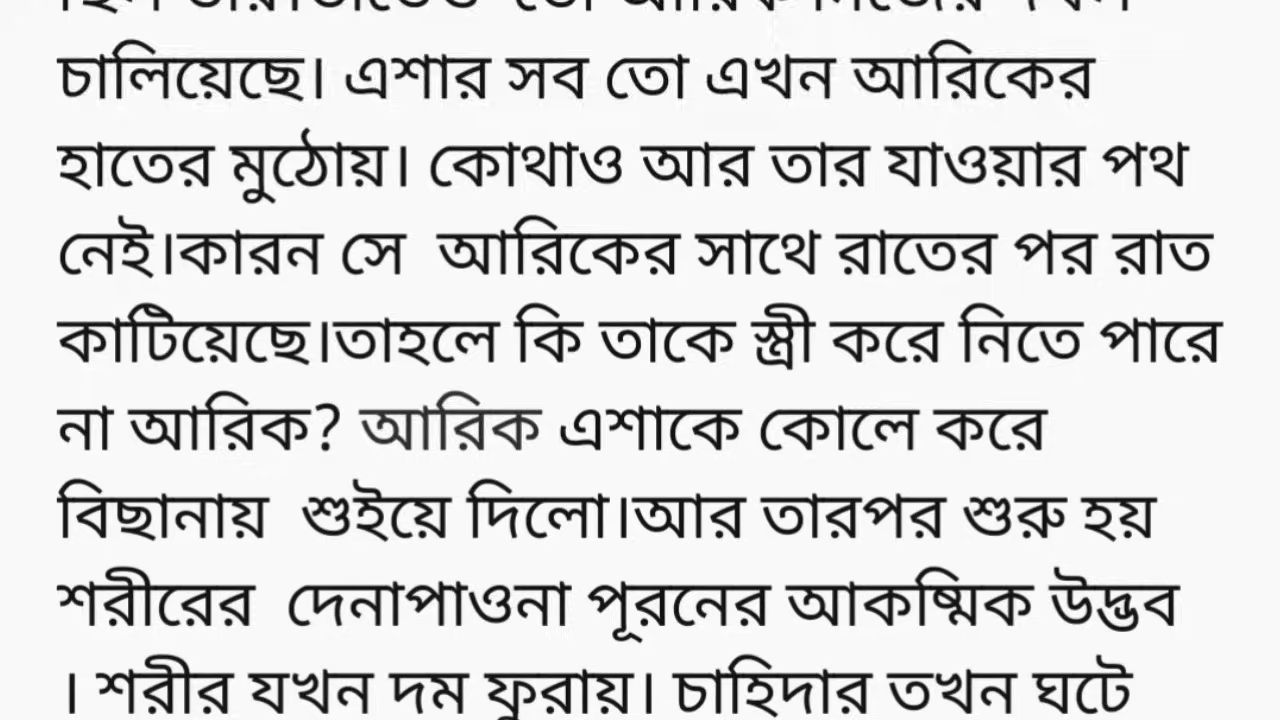 চালিয়েছে। এশার সব তো এখন আরিকের
হাতের মুঠোয়। কোথাও আর তার যাওয়ার পথ
নেই।কারন সে আরিকের সাথে রাতের পর রাত
কাটিয়েছে।তাহলে কি তাকে স্ত্রী করে নিতে পারে
না আরিক? আরিক এশাকে কোলে করে
বিছানায় শুইয়ে দিলো।আর তারপর শুরু হয়
শরীরের দেনাপাওনা পূরনের আকষ্মিক উদ্ভব
। শরীর যখন দম ফুরায়। চাহিদার তখন ঘটে